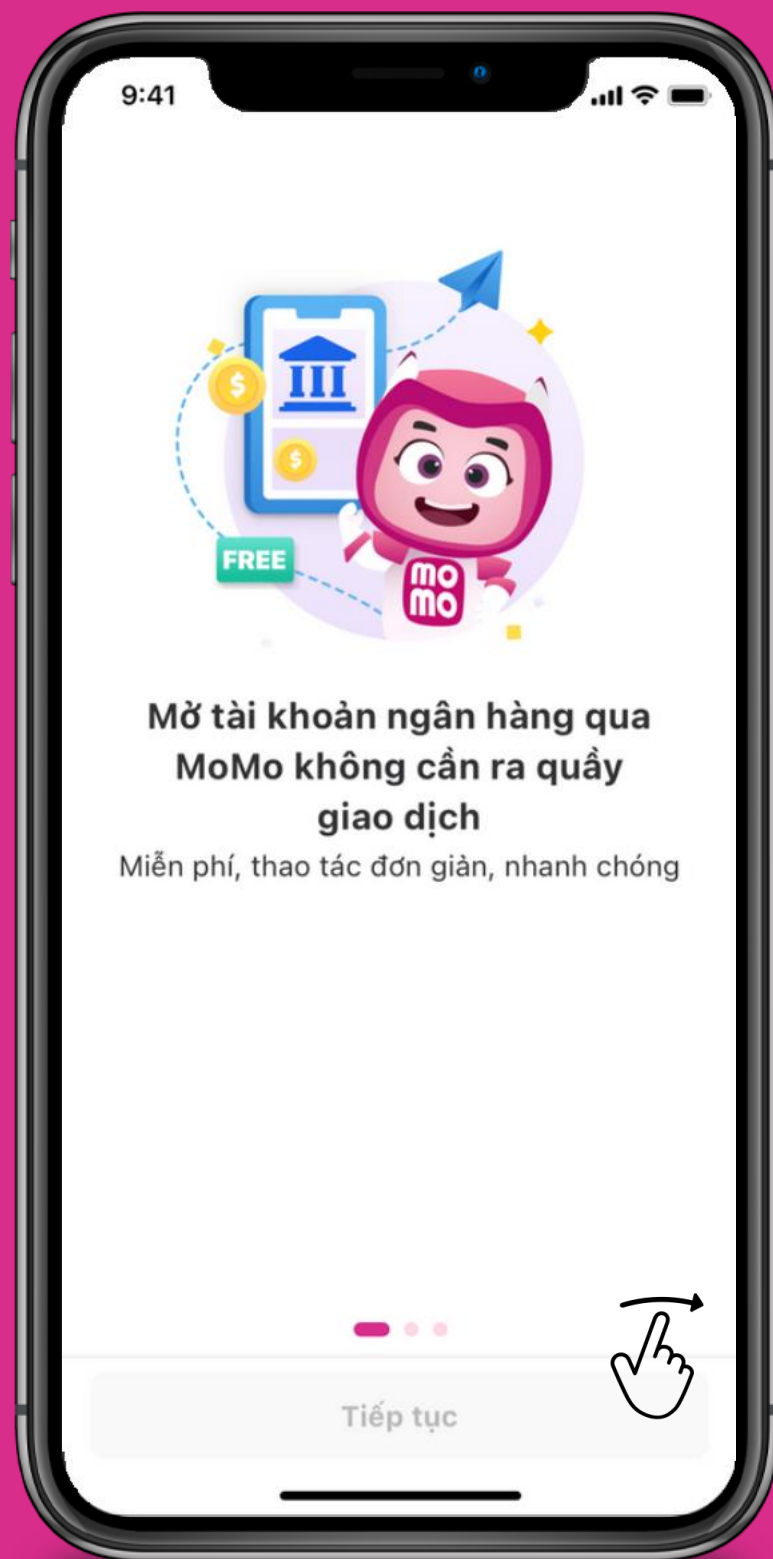 9:41
$
$
FREE
mo
mo
Mở tài khoản ngân hàng qua
MoMo không cần ra quầy
giao dịch
Miễn phí, thao tác đơn giản, nhanh chóng
Tiếp tục